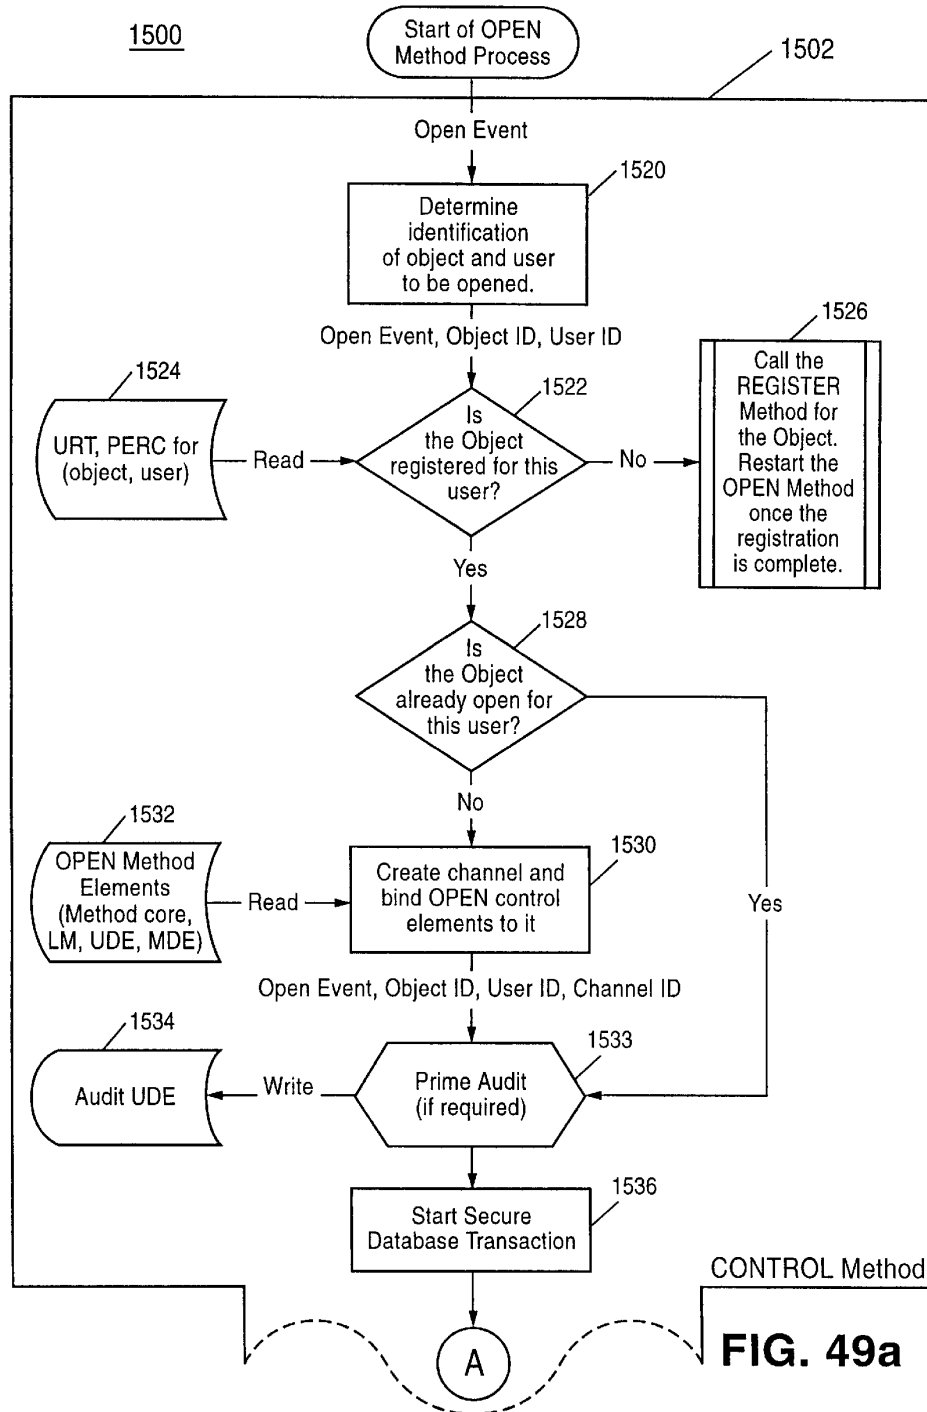 1500
Start of OPEN
Method Process
1502
Open Event
1520
Determine
identification
of object and user
to be opened.
Open Event, Object ID, User ID
1526
Call the
REGISTER
Method for
the Object.
Restart the
OPEN Method
once the
registration
is complete.
1524
URT, PERC for
(object, user)
Read
1522
Is
the Object
registered for this
user?
No
Yes
1528
Is
the Object
already open for
this user?
No
Yes
1532
OPEN Method
Elements
(Method core,
LM, UDE, MDE)
Read
1530
Create channel and
bind OPEN control
elements to it
Open Event, Object ID, User ID, Channel ID
1534
Audit UDE
Write
1533
Prime Audit
(if required)
1536
Start Secure
Database Transaction
CONTROL Method
A
FIG. 49a